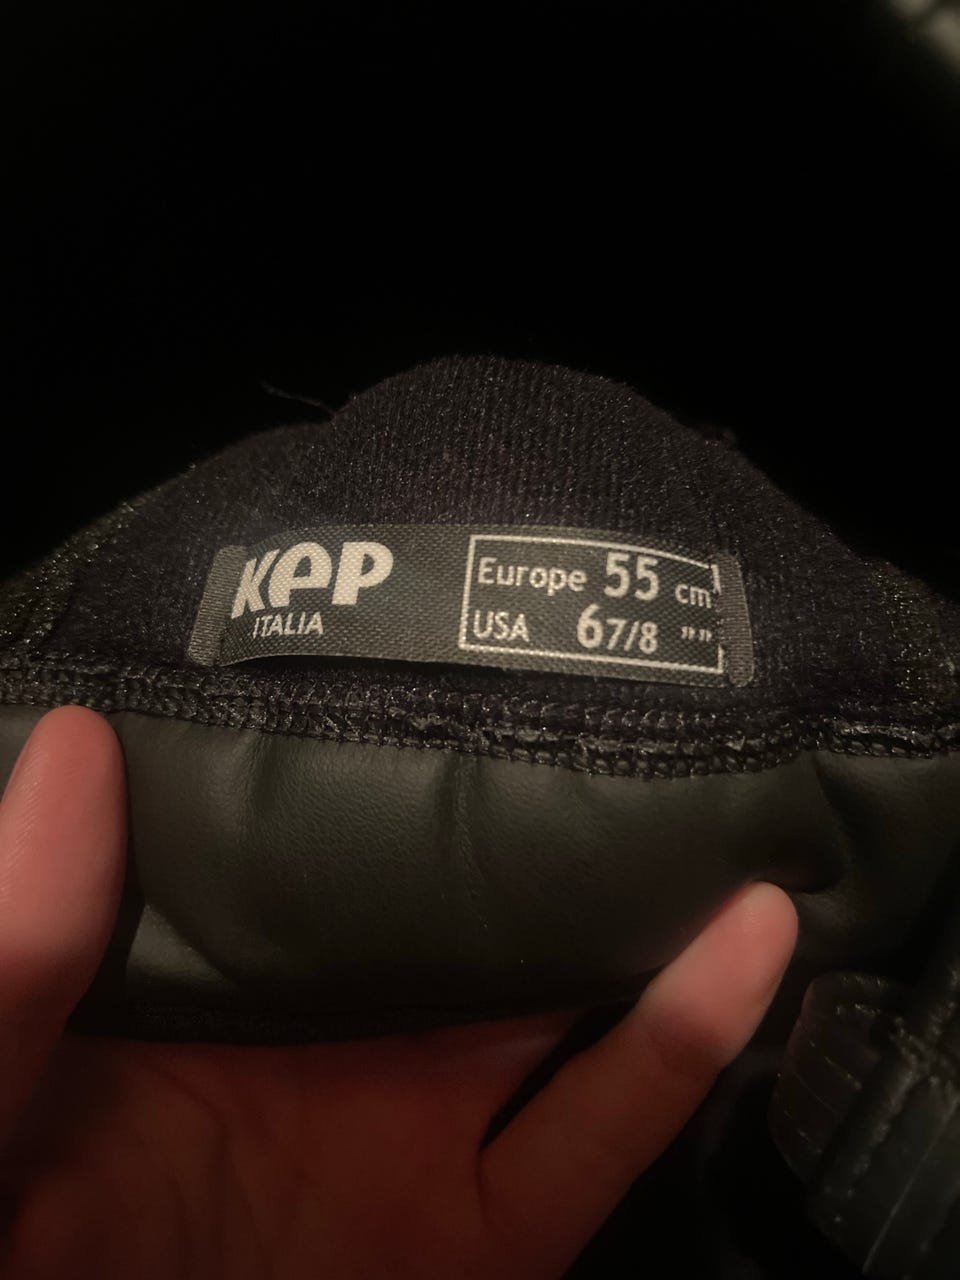 KEP
ITALIA
Europe 55 cm
USA 67/8 ””